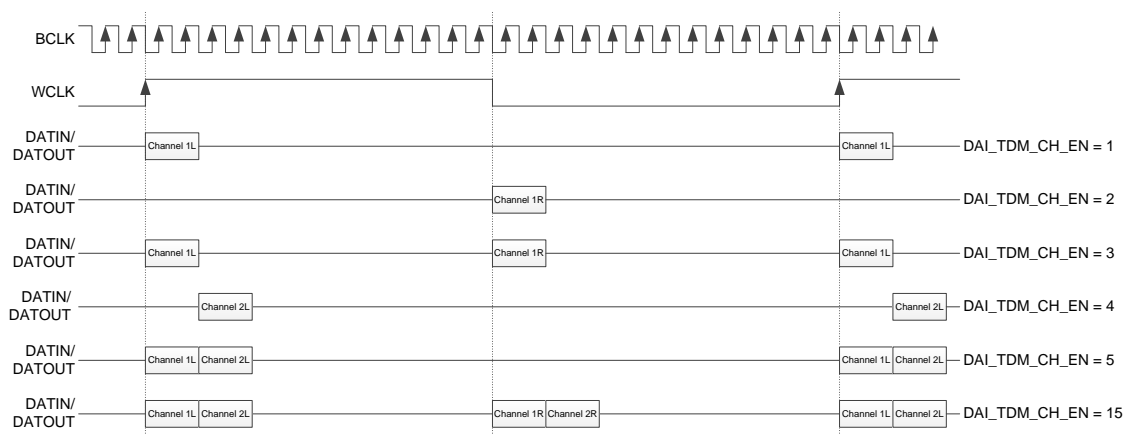 BCLK
WCLK
DATIN/
DATOUT
Channel 1L
Channel 1L
DAI_TDM_CH_EN = 1
DATIN/
DATOUT
Channel 1R
DAI_TDM_CH_EN = 2
DATIN/
DATOUT
Channel 1L
Channel 1R
Channel 1L
DAI_TDM_CH_EN = 3
DATIN/
DATOUT
Channel 2L
Channel 2L
DAI_TDM_CH_EN = 4
DATIN/
DATOUT
Channel 1L
Channel 2L
Channel 1L
Channel 2L
DAI_TDM_CH_EN = 5
DATIN/
DATOUT
Channel 1L
Channel 2L
Channel 1R
Channel 2R
Channel 1L
Channel 2L
DAI_TDM_CH_EN = 15